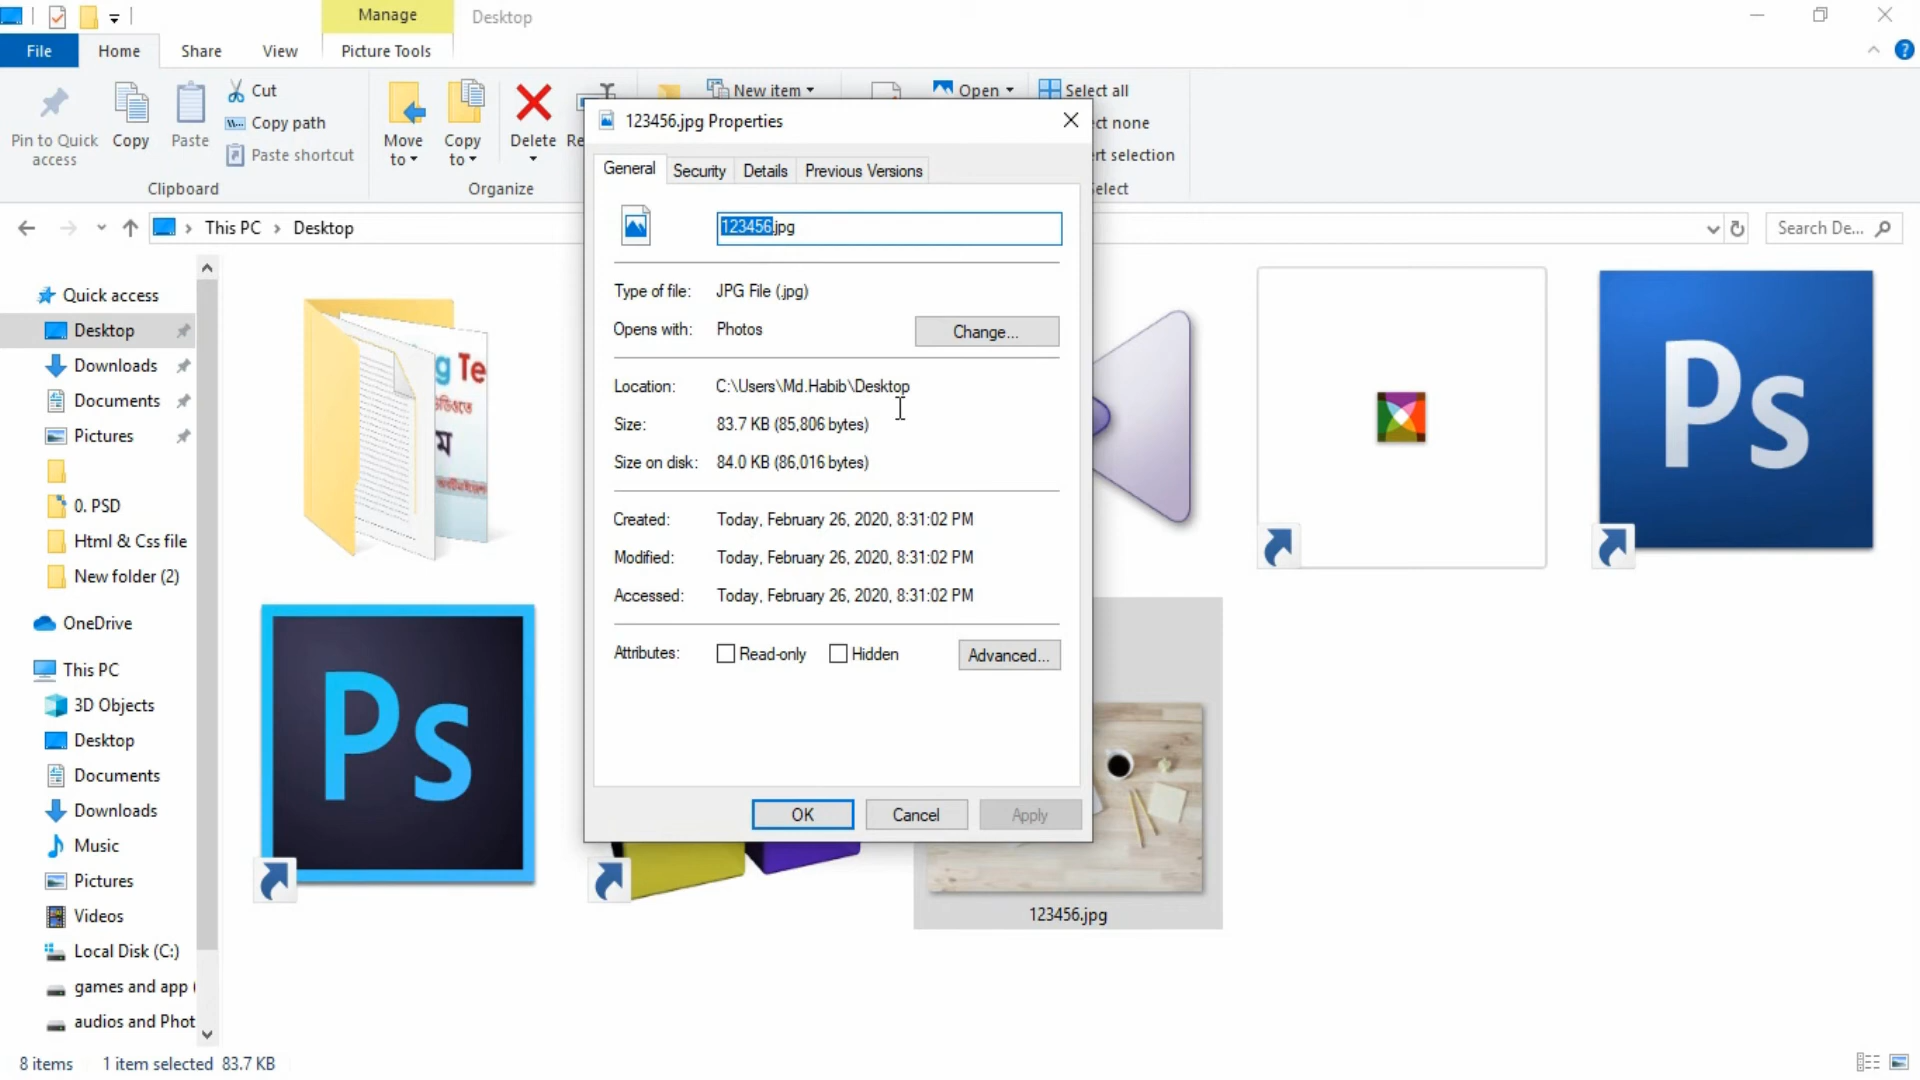 Manage
Desktop
File
Home
Share
View
Picture Tools
Pin to Quick access
Copy
Paste
Cut
Copy path
Paste shortcut
Clipboard
Move to
Copy to
Delete
Re
Organize
New item
Open
Select all
ect none
ert selection
elect
This PC
Desktop
Search De...
Quick access
Desktop
Downloads
Documents
Pictures
0. PSD
Html & Css file
New folder (2)
OneDrive
This PC
3D Objects
Desktop
Documents
Downloads
Music
Pictures
Videos
Local Disk (C:)
games and app (
audios and Phot
g Te
ম
Ps
Ps
123456.jpg
123456.jpg Properties
General
Security
Details
Previous Versions
123456.jpg
Type of file: JPG File (.jpg)
Opens with: Photos
Change...
Location: C:\Users\Md.Habib\Desktop
Size: 83.7 KB (85,806 bytes)
Size on disk: 84.0 KB (86,016 bytes)
Created: Today, February 26, 2020, 8:31:02 PM
Modified: Today, February 26, 2020, 8:31:02 PM
Accessed: Today, February 26, 2020, 8:31:02 PM
Attributes: Read-only Hidden
Advanced...
OK
Cancel
Apply
8 items 1 item selected 83.7 KB